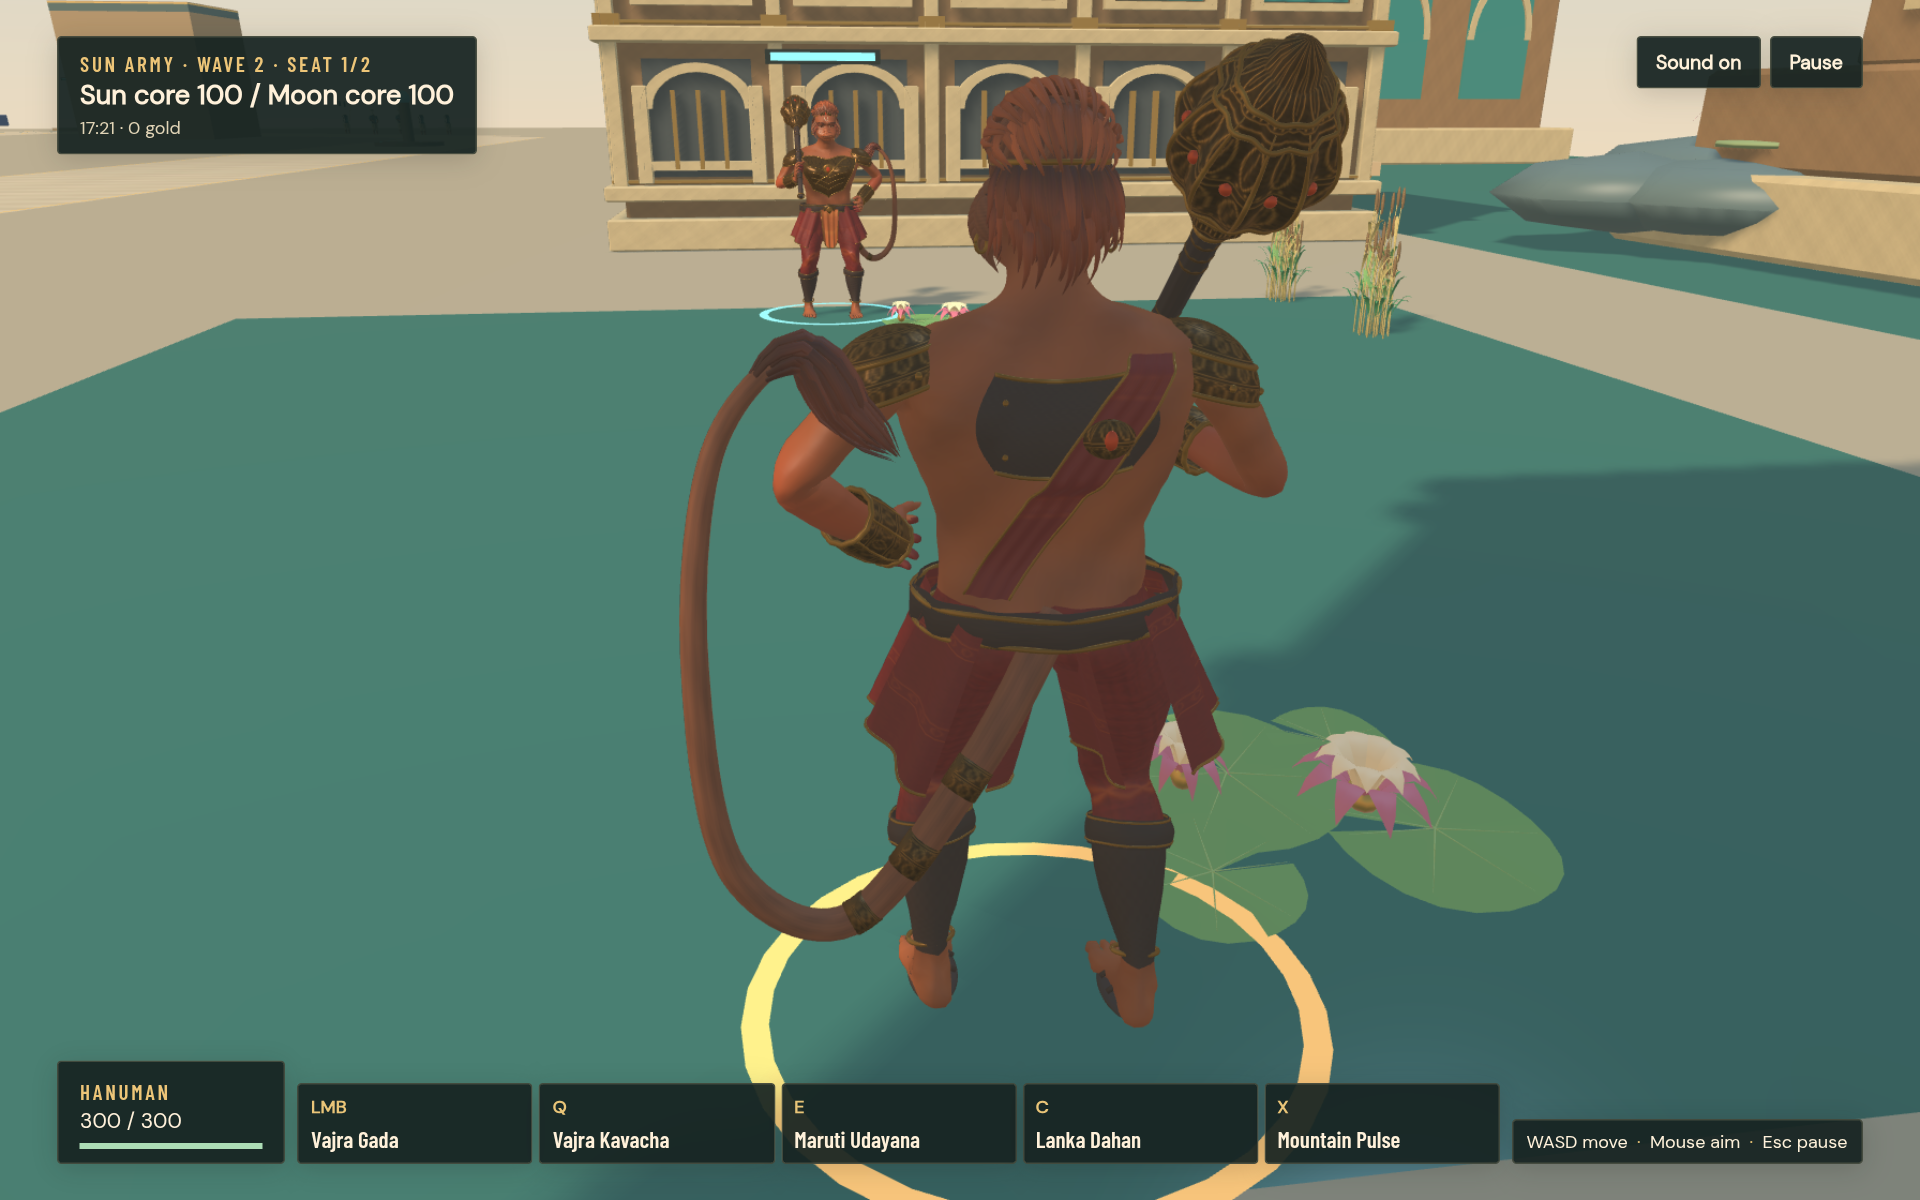 SUN ARMY · WAVE 2 · SEAT 1/2
Sun core 100 / Moon core 100
17:21 · 0 gold
Sound on
Pause
HANUMAN
300 / 300
LMB
Vajra Gada
Q
Vajra Kavacha
E
Maruti Udayana
C
Lanka Dahan
X
Mountain Pulse
WASD move · Mouse aim · Esc pause